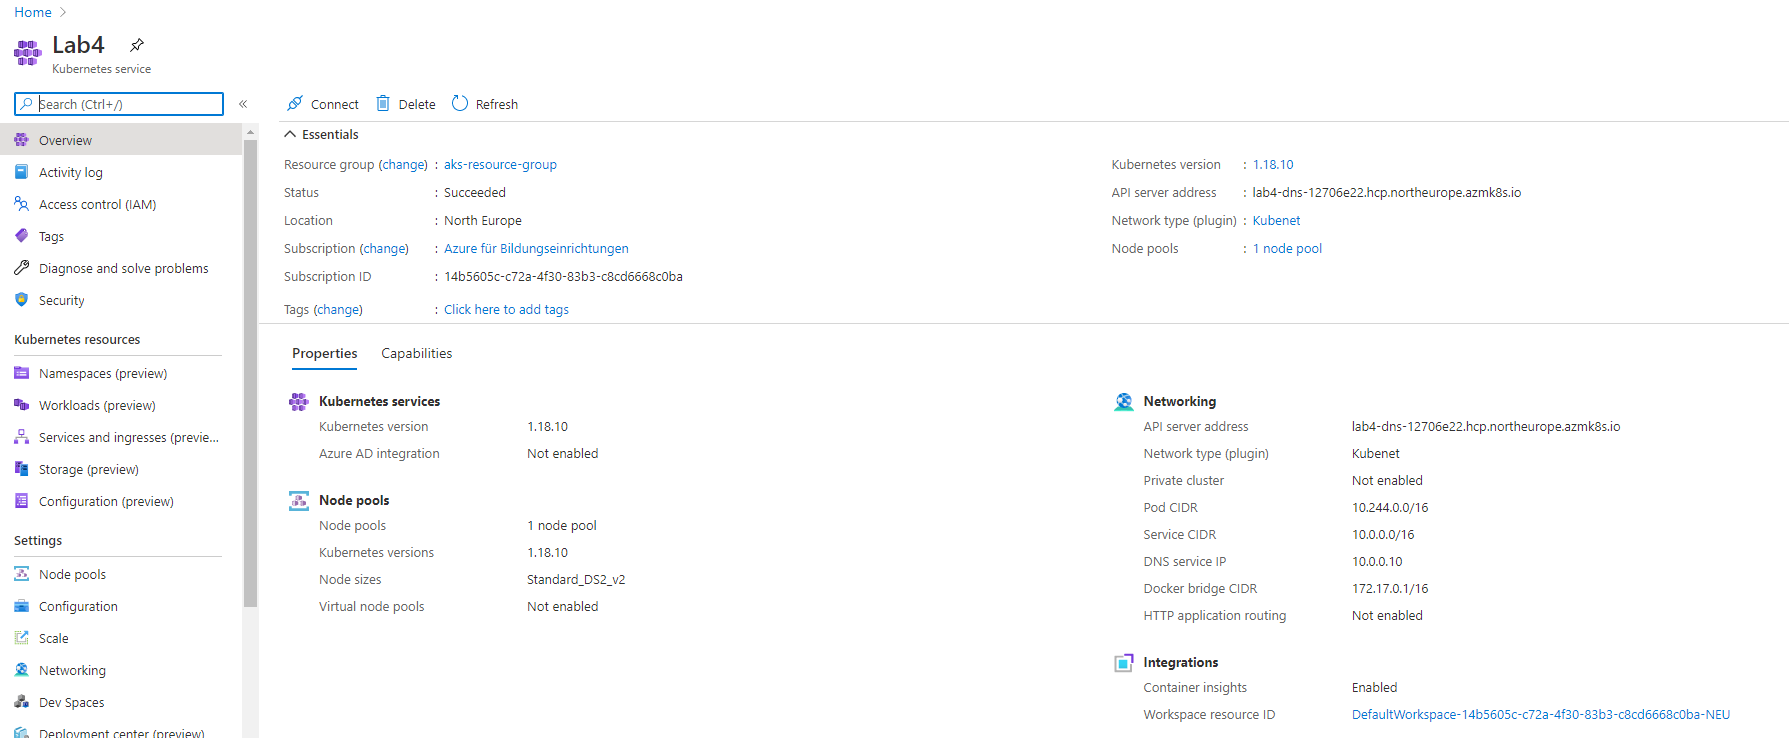 Home
Lab4
Kubernetes service
Search (Ctrl+/)
Overview
Activity log
Access control (IAM)
Tags
Diagnose and solve problems
Security
Kubernetes resources
Namespaces (preview)
Workloads (preview)
Services and ingresses (previe...
Storage (preview)
Configuration (preview)
Settings
Node pools
Configuration
Scale
Networking
Dev Spaces
Deployment center (preview)
Connect Delete Refresh
Essentials
Resource group (change) : aks-resource-group
Status : Succeeded
Location : North Europe
Subscription (change) : Azure für Bildungseinrichtungen
Subscription ID : 14b5605c-c72a-4f30-83b3-c8cd6668c0ba
Tags (change) : Click here to add tags
Kubernetes version : 1.18.10
API server address : lab4-dns-12706e22.hcp.northeurope.azmk8s.io
Network type (plugin) : Kubenet
Node pools : 1 node pool
Properties Capabilities
Kubernetes services
Kubernetes version 1.18.10
Azure AD integration Not enabled
Node pools
Node pools 1 node pool
Kubernetes versions 1.18.10
Node sizes Standard_DS2_v2
Virtual node pools Not enabled
Networking
API server address lab4-dns-12706e22.hcp.northeurope.azmk8s.io
Network type (plugin) Kubenet
Private cluster Not enabled
Pod CIDR 10.244.0.0/16
Service CIDR 10.0.0.0/16
DNS service IP 10.0.0.10
Docker bridge CIDR 172.17.0.1/16
HTTP application routing Not enabled
Integrations
Container insights Enabled
Workspace resource ID DefaultWorkspace-14b5605c-c72a-4f30-83b3-c8cd6668c0ba-NEU